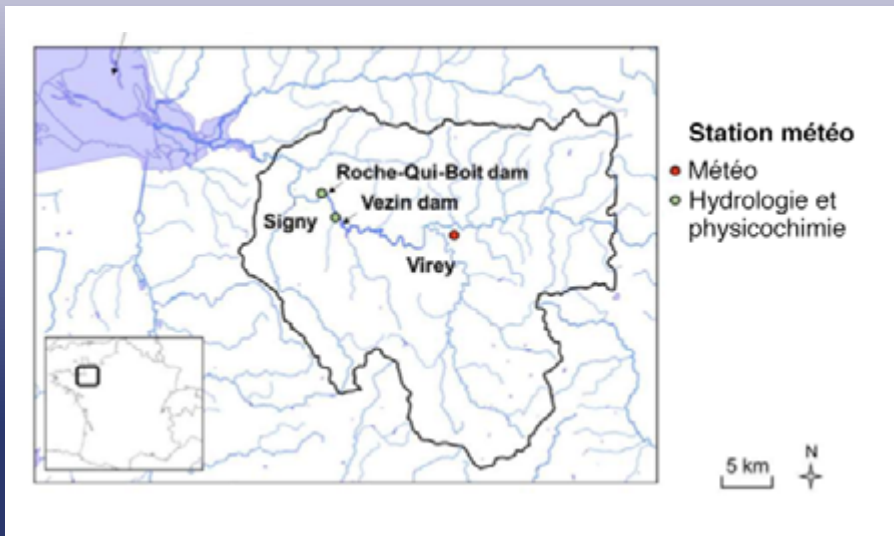 Roche-Qui-Boit dam
Vezin dam
Signy
Virey
Station météo
Météo
Hydrologie et
physicochimie
5 km
N